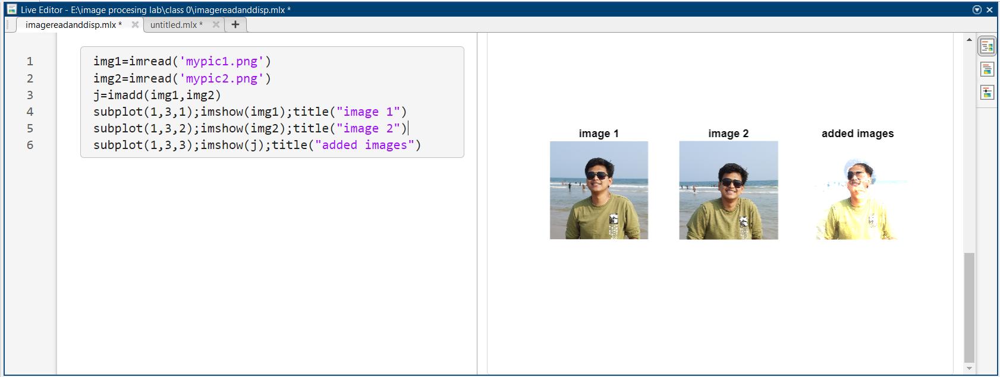 Live Editor - E:\image procesing lab\class 0\imagereadanddisp.mlx *
imagereadanddisp.mlx *
untitled.mlx *
1 img1=imread('mypic1.png')
2 img2=imread('mypic2.png')
3 j=imadd(img1,img2)
4 subplot(1,3,1);imshow(img1);title("image 1")
5 subplot(1,3,2);imshow(img2);title("image 2")
6 subplot(1,3,3);imshow(j);title("added images")
image 1
image 2
added images